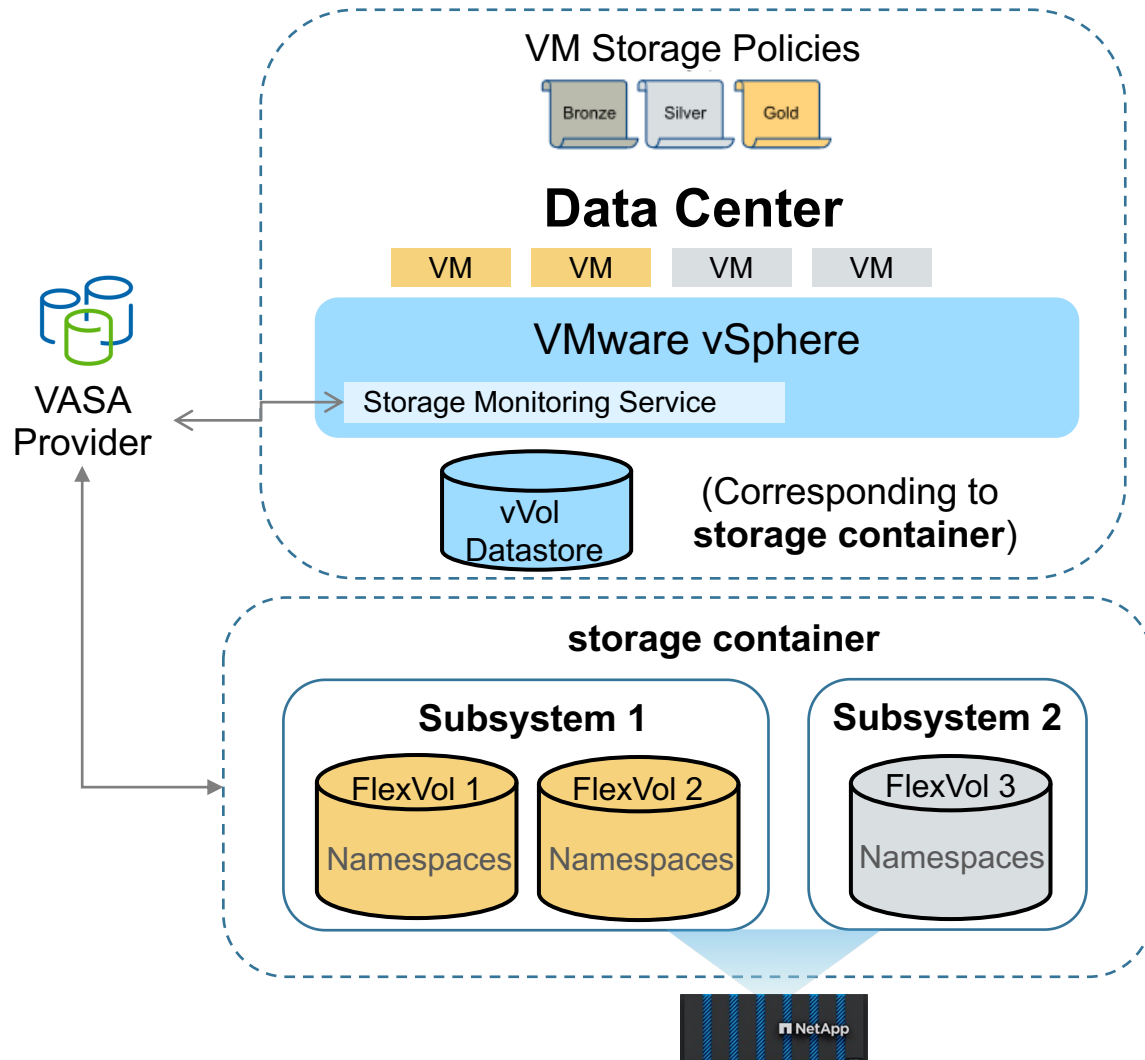 VM Storage Policies
Bronze
Silver
Gold
Data Center
VM
VM
VM
VM
VMware vSphere
Storage Monitoring Service
VASA
Provider
vVol
Datastore
(Corresponding to
storage container)
storage container
Subsystem 1
Subsystem 2
FlexVol 1
FlexVol 2
FlexVol 3
Namespaces
Namespaces
Namespaces
NetApp